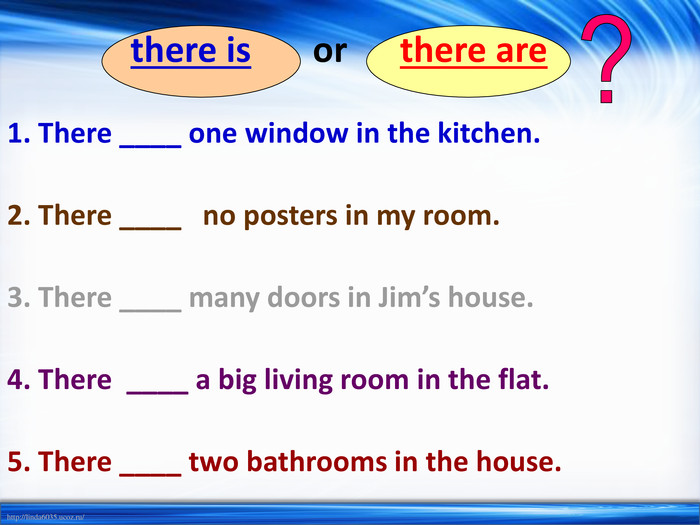 there is or there are ?
1. There ____ one window in the kitchen.
2. There ____ no posters in my room.
3. There ____ many doors in Jim’s house.
4. There ____ a big living room in the flat.
5. There ____ two bathrooms in the house.
http://linda6035.ucoz.ru/